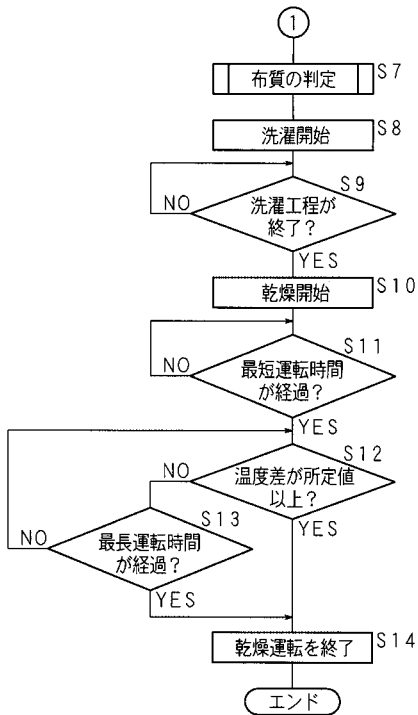 1
布質の判定
S7
洗濯開始
S8
S9
洗濯工程が
終了?
NO
YES
乾燥開始
S10
S11
最短運転時間
が経過?
NO
YES
S12
温度差が所定値
以上?
NO
YES
S13
最長運転時間
が経過?
NO
YES
乾燥運転を終了
S14
エンド